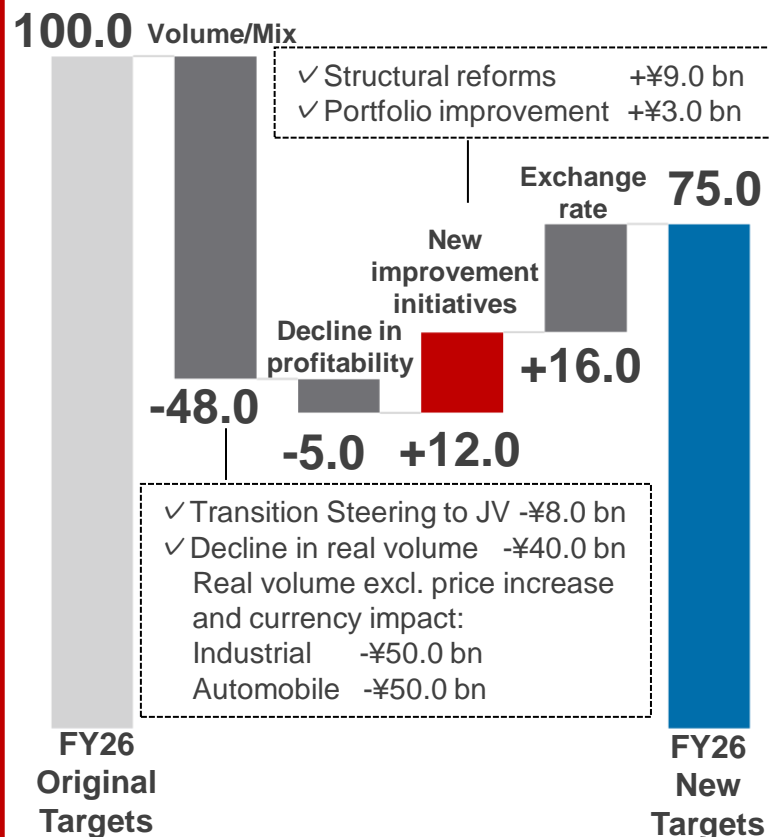 100.0
Volume/Mix
✓ Structural reforms +¥9.0 bn
✓ Portfolio improvement +¥3.0 bn
Exchange
rate
75.0
New
improvement
initiatives
Decline in
profitability
+16.0
-48.0
-5.0
+12.0
✓ Transition Steering to JV -¥8.0 bn
✓ Decline in real volume -¥40.0 bn
Real volume excl. price increase
and currency impact:
Industrial -¥50.0 bn
Automobile -¥50.0 bn
FY26
Original
Targets
FY26
New
Targets